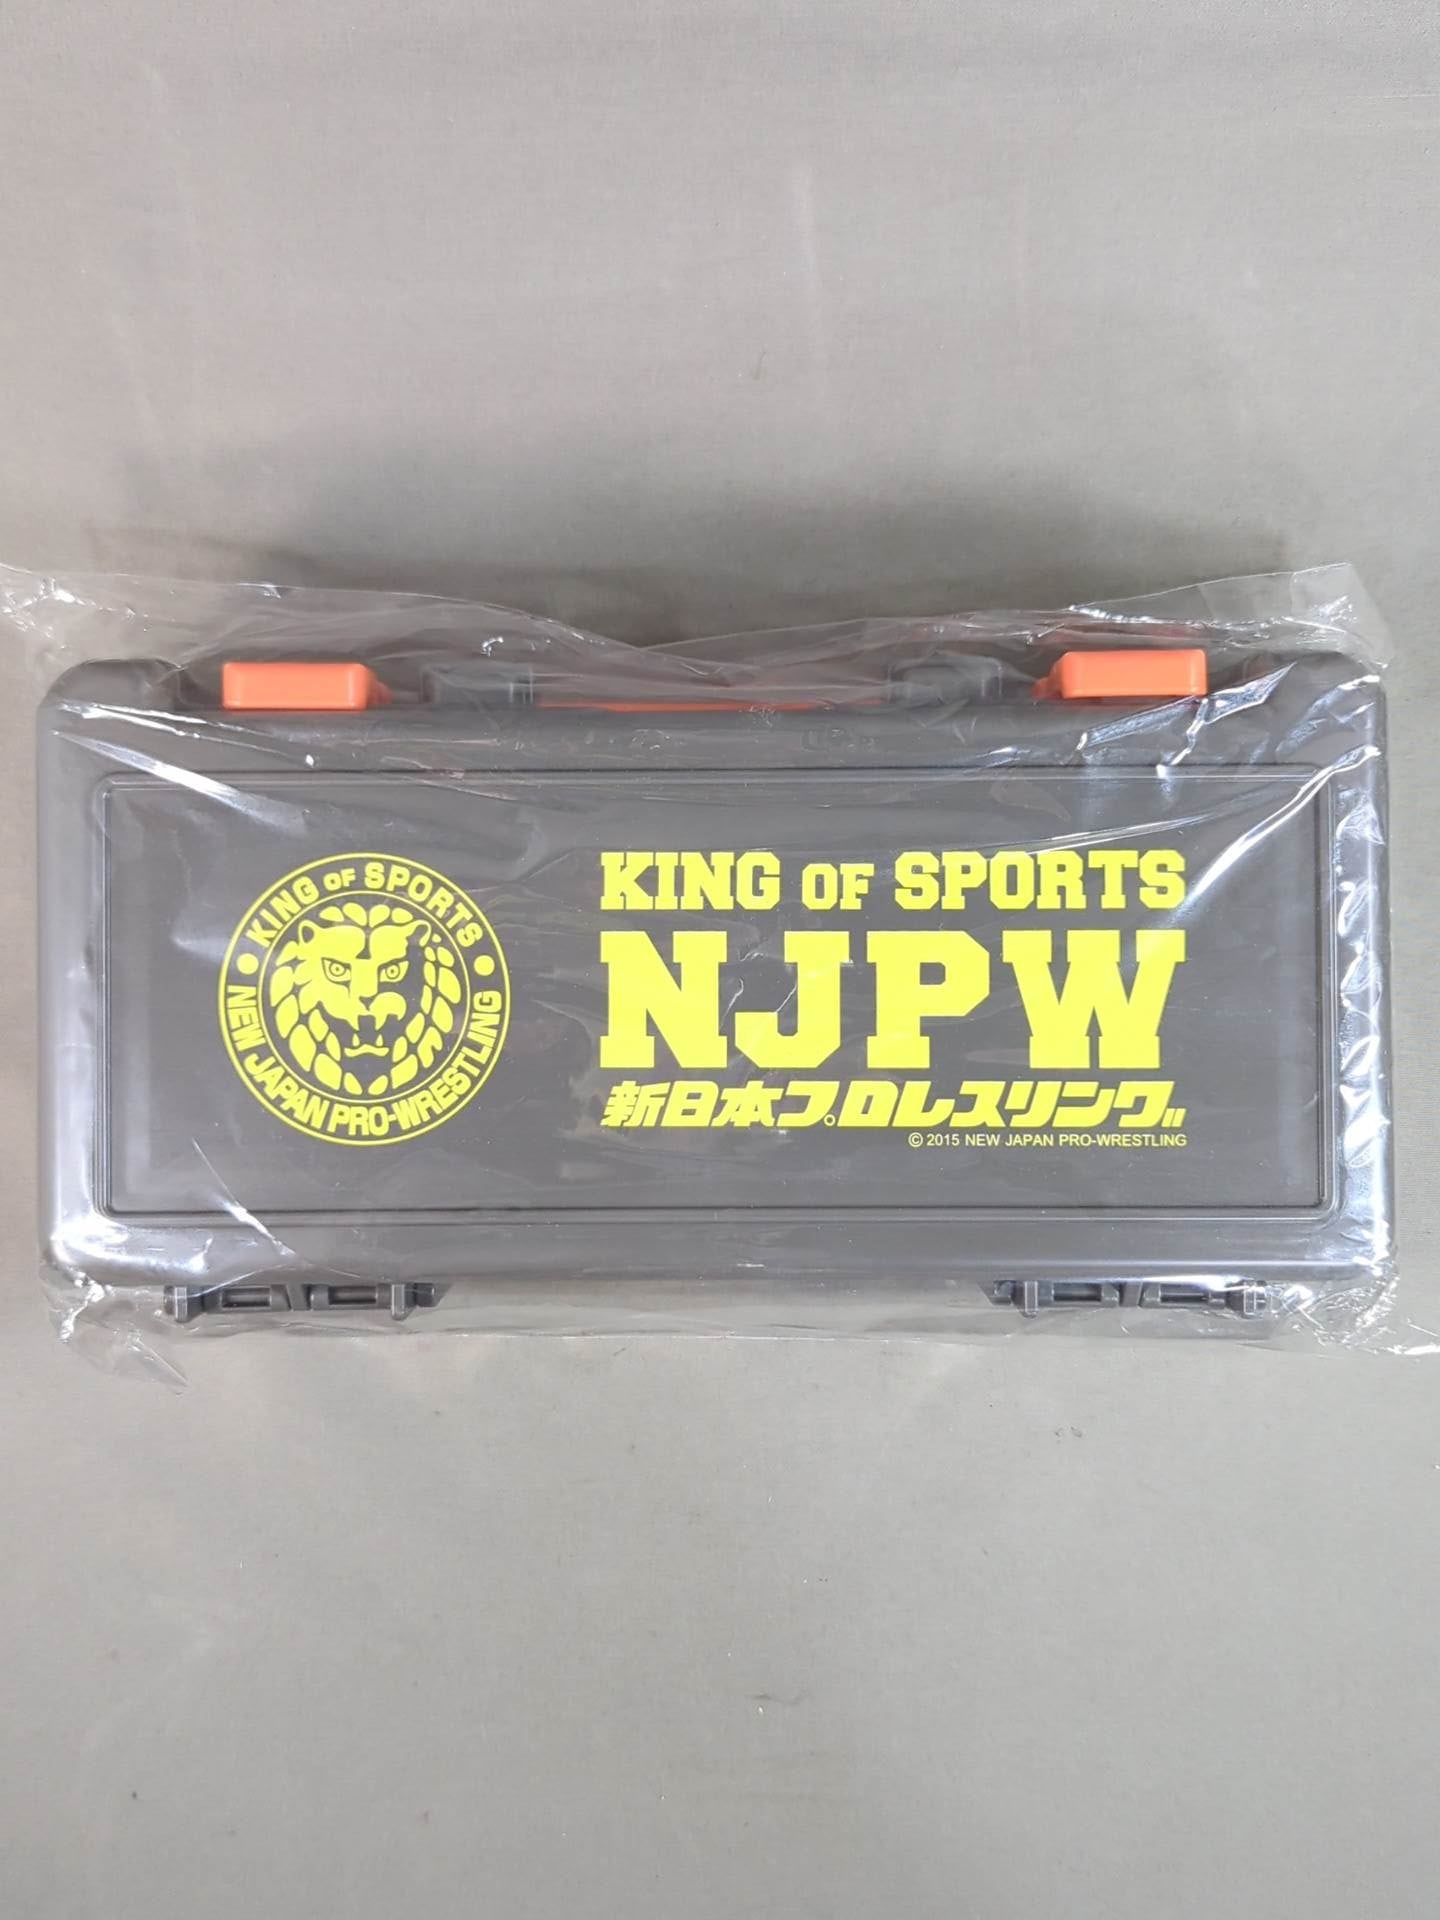 KING OF SPORTS
NEW JAPAN PRO-WRESTLING
KING OF SPORTS
NJPW
新日本プロレスリング
© 2015 NEW JAPAN PRO-WRESTLING